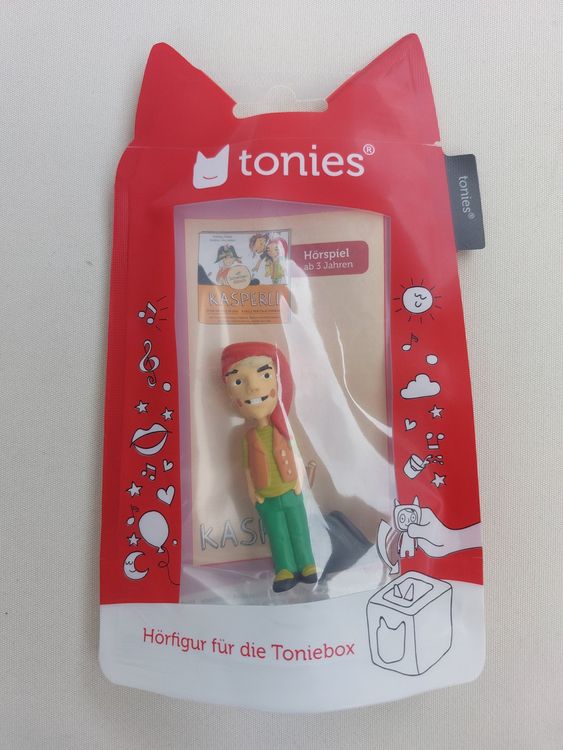 tonies®
tonies®
Hörspiel
ab 3 Jahren
KASPERLI
KASP
Hörfigur für die Toniebox